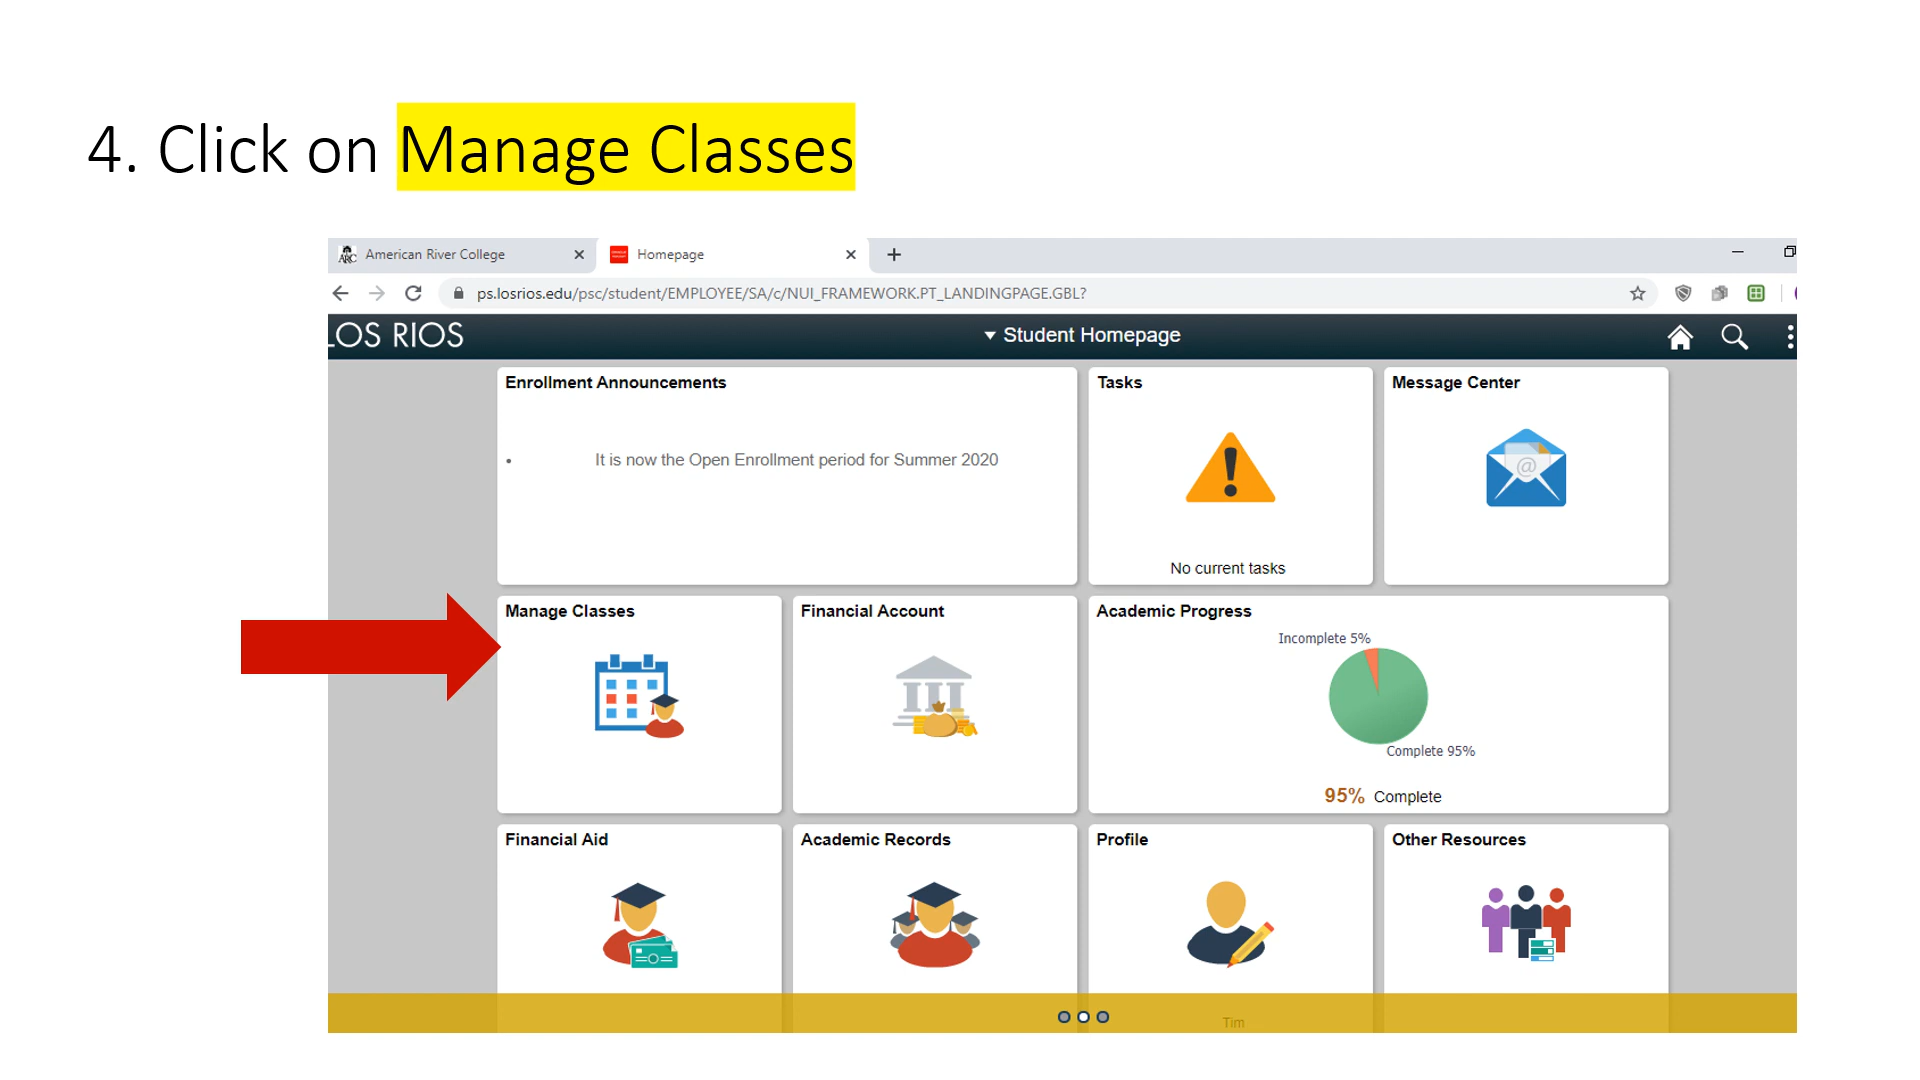 4. Click on Manage Classes
American River College
Homepage
ps.losrios.edu/psc/student/EMPLOYEE/SA/c/NUI_FRAMEWORK.PT_LANDINGPAGE.GBL?
LOS RIOS
Student Homepage
Enrollment Announcements
Tasks
Message Center
• It is now the Open Enrollment period for Summer 2020
No current tasks
Manage Classes
Financial Account
Academic Progress
Incomplete 5%
Complete 95%
95% Complete
Financial Aid
Academic Records
Profile
Other Resources
Tim